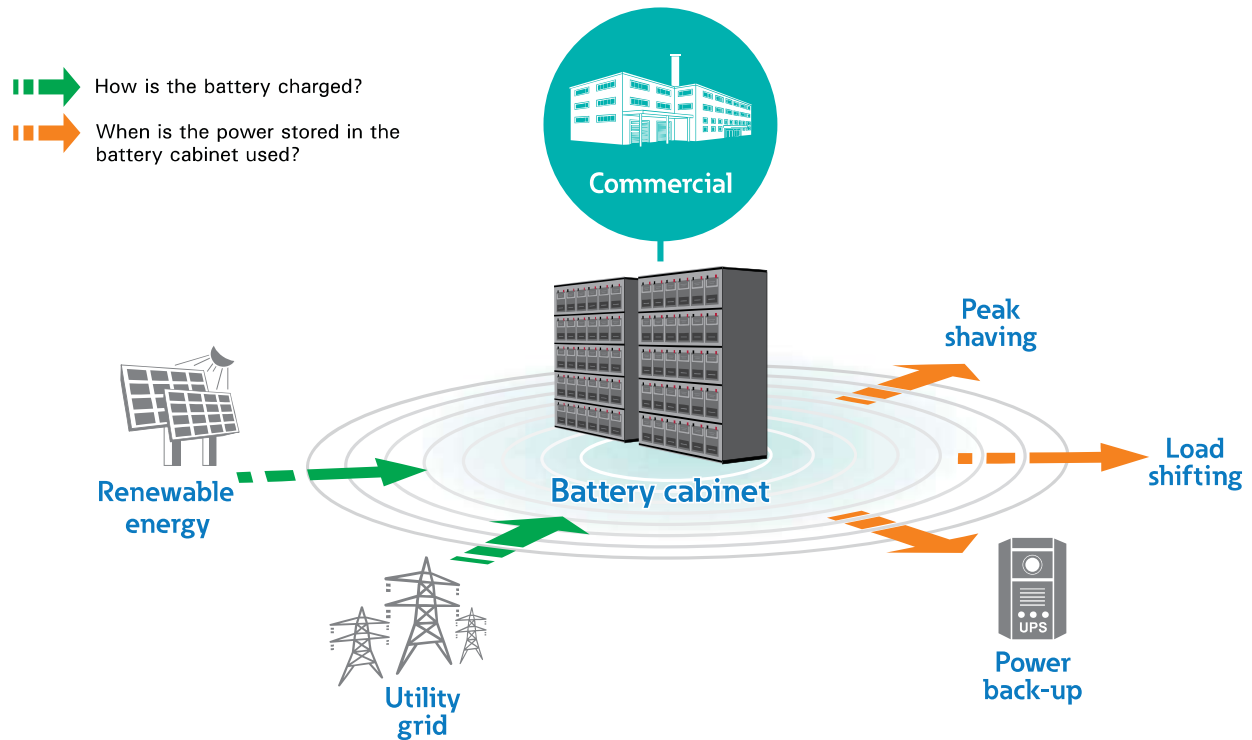 How is the battery charged?
When is the power stored in the
battery cabinet used?
Commercial
Peak
shaving
Load
shifting
Renewable
energy
Battery cabinet
UPS
Power
back-up
Utility
grid